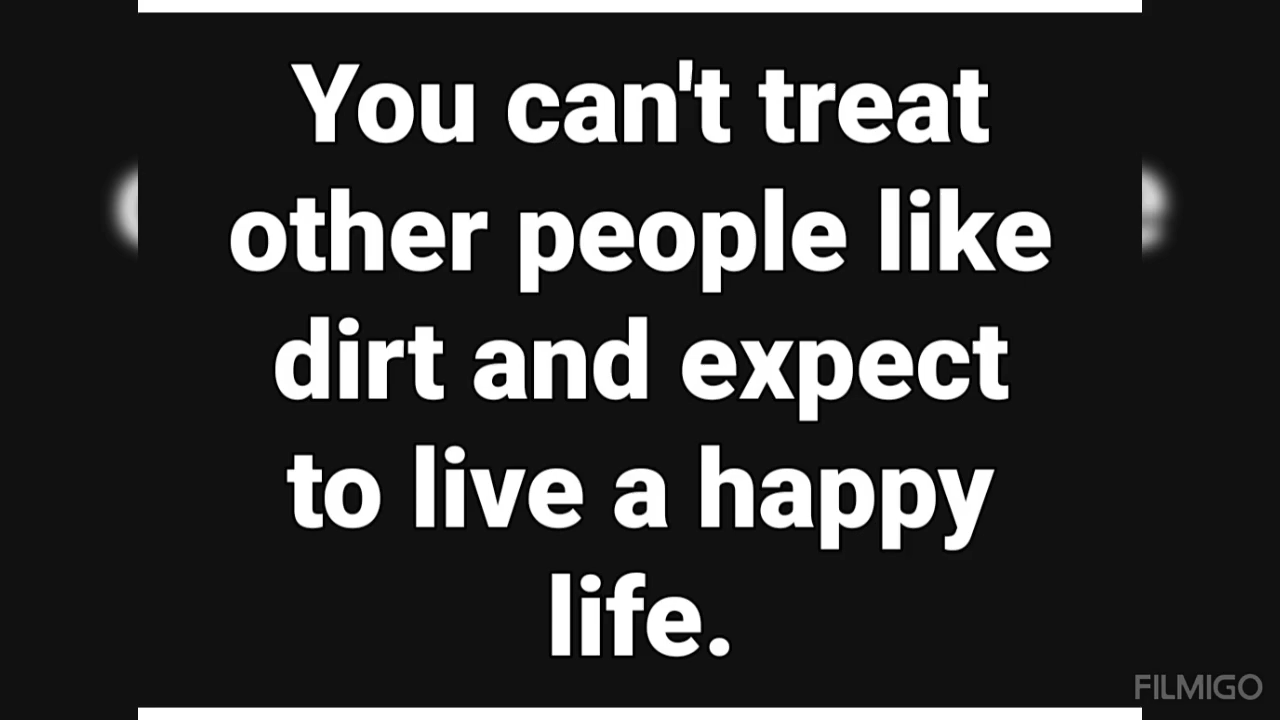 You can't treat
other people like
dirt and expect
to live a happy
life.
FILMIGO